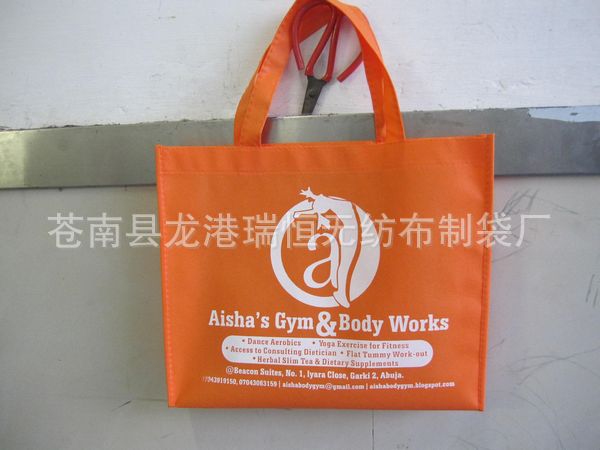 苍南县龙港瑞恒无纺布制袋厂
a
Aisha's Gym & Body Works
• Dance Aerobics • Yoga Exercise for Fitness
• Access to Consulting Dietician • Flat Tummy Work-out
• Herbal Slim Tea & Dietary Supplements
@Beacon Suites, No. 1, Iyara Close, Garki 2, Abuja.
07043063159 | aishabodygym@gmail.com | aishabodygym.blogspot.com